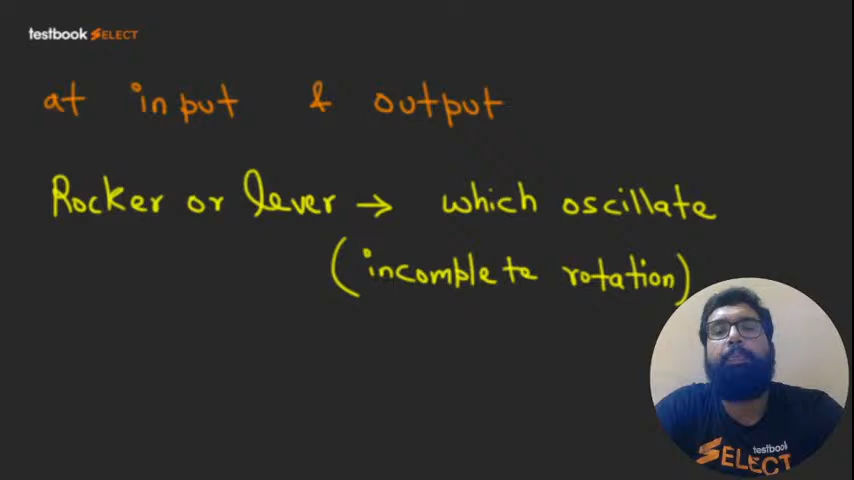 testbook SELECT
at input & output
Rocker or lever → which oscillate
(incomplete rotation)
testbook
SELECT